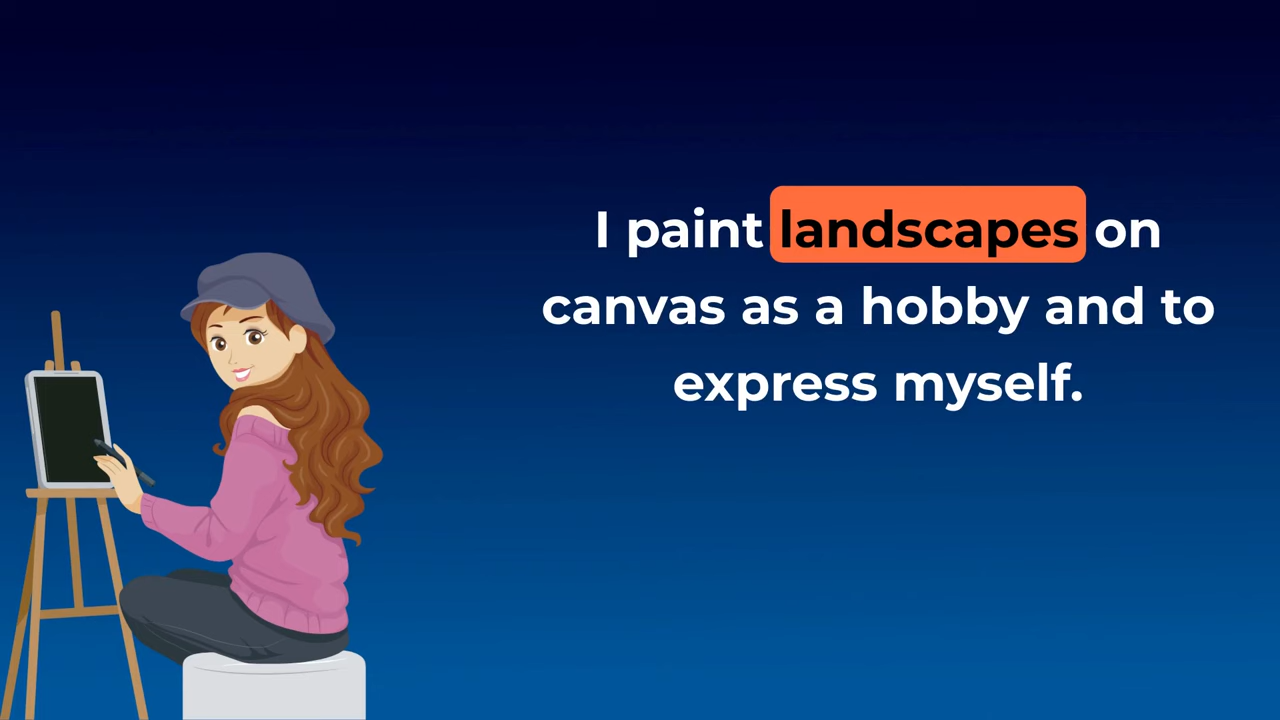 I paint landscapes on
canvas as a hobby and to
express myself.